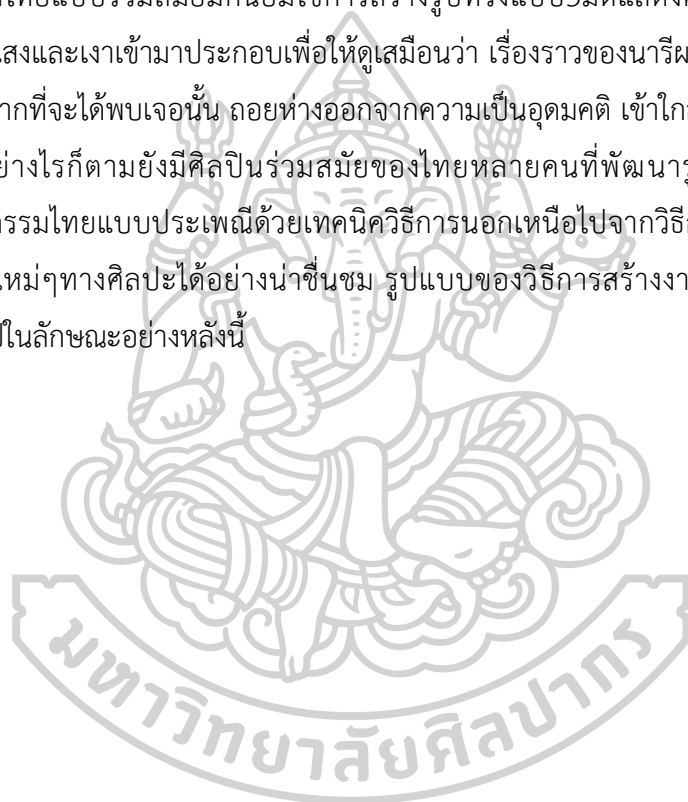 ไทยแบบร่วมสมัยมักนิยมใช้การสร้างรูปทรงแบบ3มิติแสดง
แสงและเงาเข้ามาประกอบเพื่อให้ดูเสมือนว่า เรื่องราวของนารีผ
ากที่จะได้พบเจอนั้น ถอยห่างออกจากความเป็นอุดมคติ เข้าใก
ย่างไรก็ตามยังมีศิลปินร่วมสมัยของไทยหลายคนที่พัฒนารู
กรรมไทยแบบประเพณีด้วยเทคนิควิธีการนอกเหนือไปจากวิธี
ใหม่ๆทางศิลปะได้อย่างน่าชื่นชม รูปแบบของวิธีการสร้างงา
ปในลักษณะอย่างหลังนี้
มหาวิทยาลัยศิลปากร